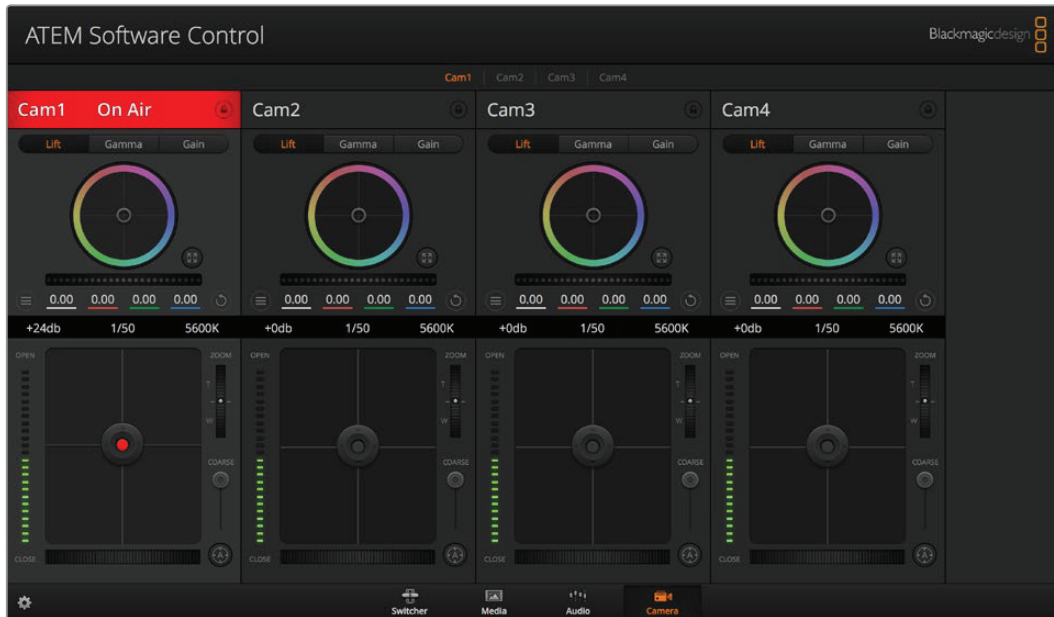 ATEM Software Control
Blackmagicdesign
Cam1 Cam2 Cam3 Cam4
Cam1 On Air Cam2 Cam3 Cam4
Lift Gamma Gain Lift Gamma Gain Lift Gamma Gain Lift Gamma Gain
0.00 0.00 0.00 0.00 0.00 0.00 0.00 0.00 0.00 0.00 0.00 0.00 0.00 0.00 0.00 0.00
+24db 1/50 5600K +0db 1/50 5600K +0db 1/50 5600K +0db 1/50 5600K
OPEN ZOOM OPEN ZOOM OPEN ZOOM OPEN ZOOM
T T T T
W W W W
COARSE COARSE COARSE COARSE
A A A A
CLOSE CLOSE CLOSE CLOSE
Switcher Media Audio Camera